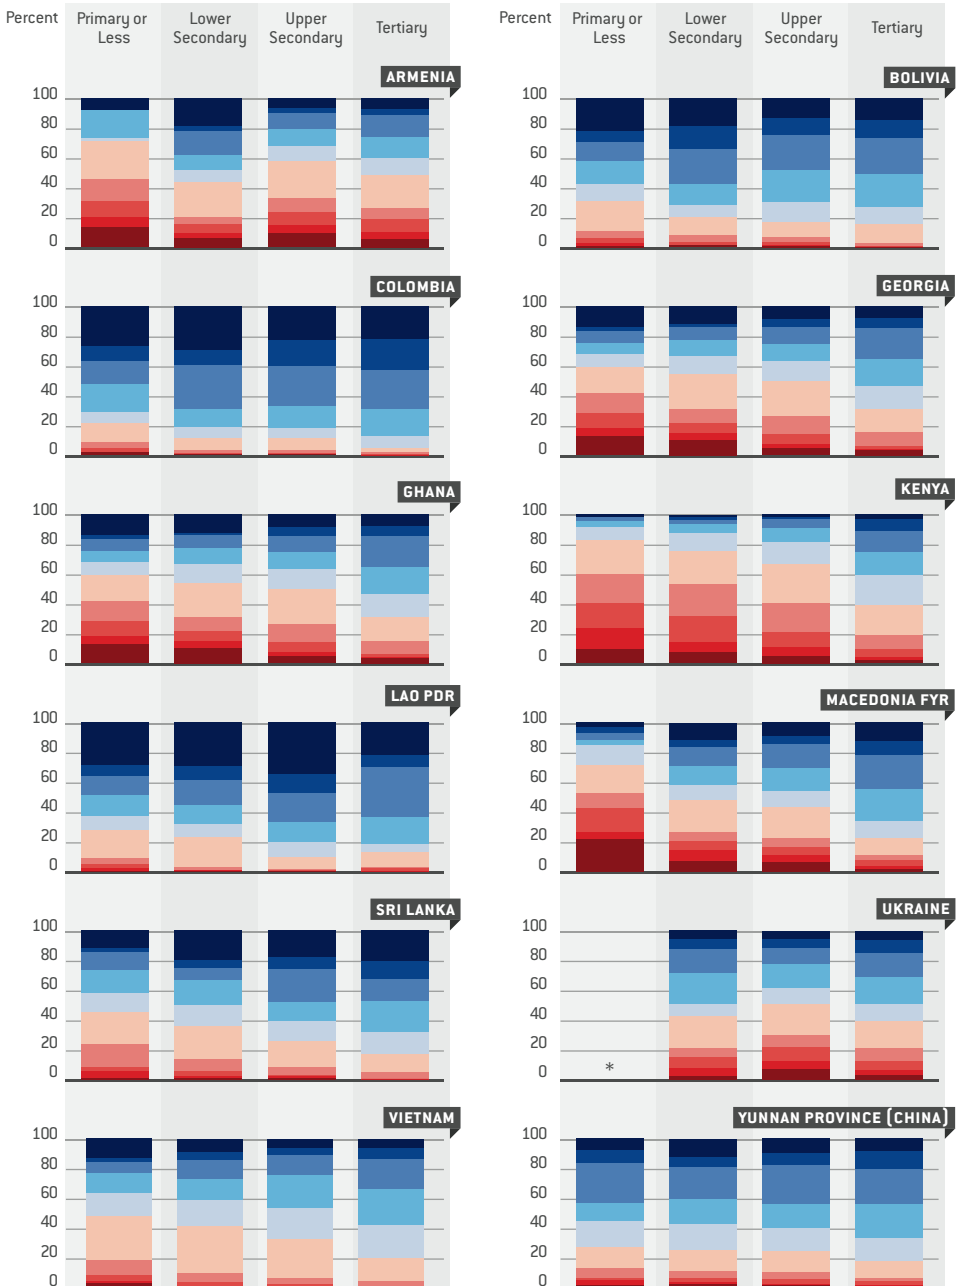 Percent
Primary or
Less
Lower
Secondary
Upper
Secondary
Tertiary
Percent
Primary or
Less
Lower
Secondary
Upper
Secondary
Tertiary
ARMENIA
100
80
60
40
20
0
BOLIVIA
100
80
60
40
20
0
COLOMBIA
100
80
60
40
20
0
GEORGIA
100
80
60
40
20
0
GHANA
100
80
60
40
20
0
KENYA
100
80
60
40
20
0
LAO PDR
100
80
60
40
20
0
MACEDONIA FYR
100
80
60
40
20
0
SRI LANKA
100
80
60
40
20
0
UKRAINE
100
80
60
40
20
0
*
VIETNAM
100
80
60
40
20
0
YUNNAN PROVINCE (CHINA)
100
80
60
40
20
0